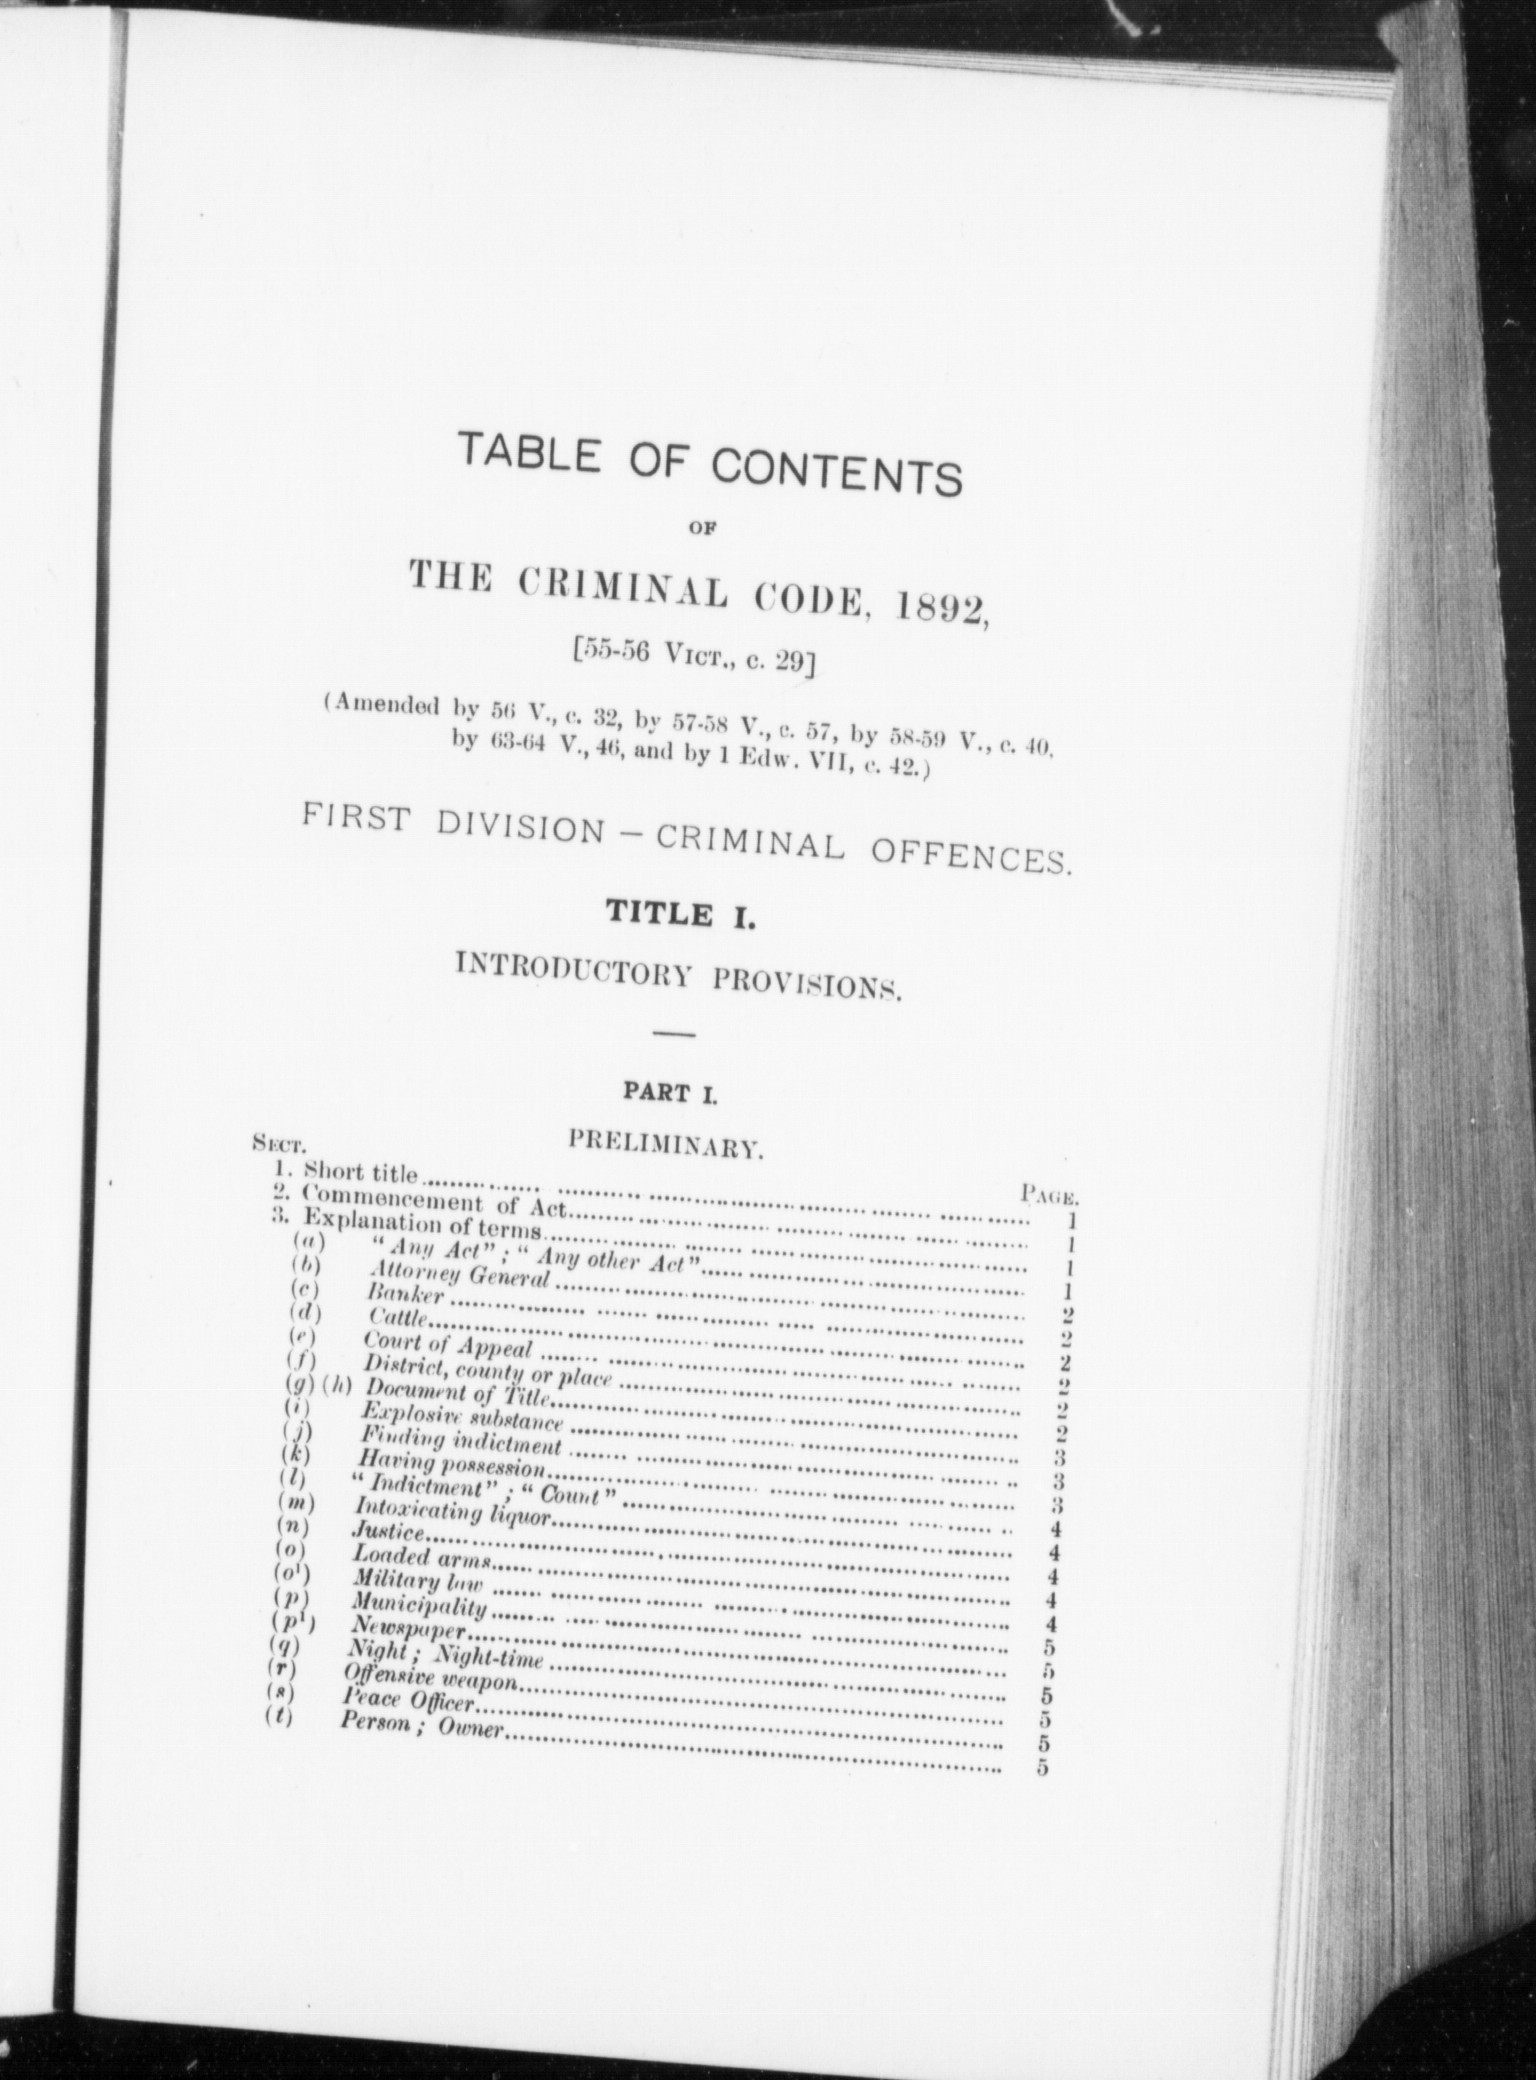 TABLE OF CONTENTS
OF
THE CRIMINAL CODE, 1892,
[55-56 VICT., c. 29]
(Amended by 56 V., c. 32, by 57-58 V., c. 57, by 58-59 V., c. 40,
by 63-64 V., 46, and by 1 Edw. VII, c. 42.)
FIRST DIVISION — CRIMINAL OFFENCES.
TITLE I.
INTRODUCTORY PROVISIONS.
PART I.
PRELIMINARY.
SECT. PAGE.
1. Short title 1
2. Commencement of Act 1
3. Explanation of terms 1
(a) "Any Act"; "Any other Act" 1
(b) Attorney General 2
(c) Banker 2
(d) Cattle 2
(e) Court of Appeal 2
(f) District, county or place 2
(g) (h) Document of Title 2
(i) Explosive substance 3
(j) Finding indictment 3
(k) Having possession 3
(l) "Indictment"; "Count" 4
(m) Intoxicating liquor 4
(n) Justice 4
(o) Loaded arms 4
(o¹) Military law 4
(p) Municipality 5
(p¹) Newspaper 5
(q) Night; Night-time 5
(r) Offensive weapon 5
(s) Peace Officer 5
(t) Person; Owner 5